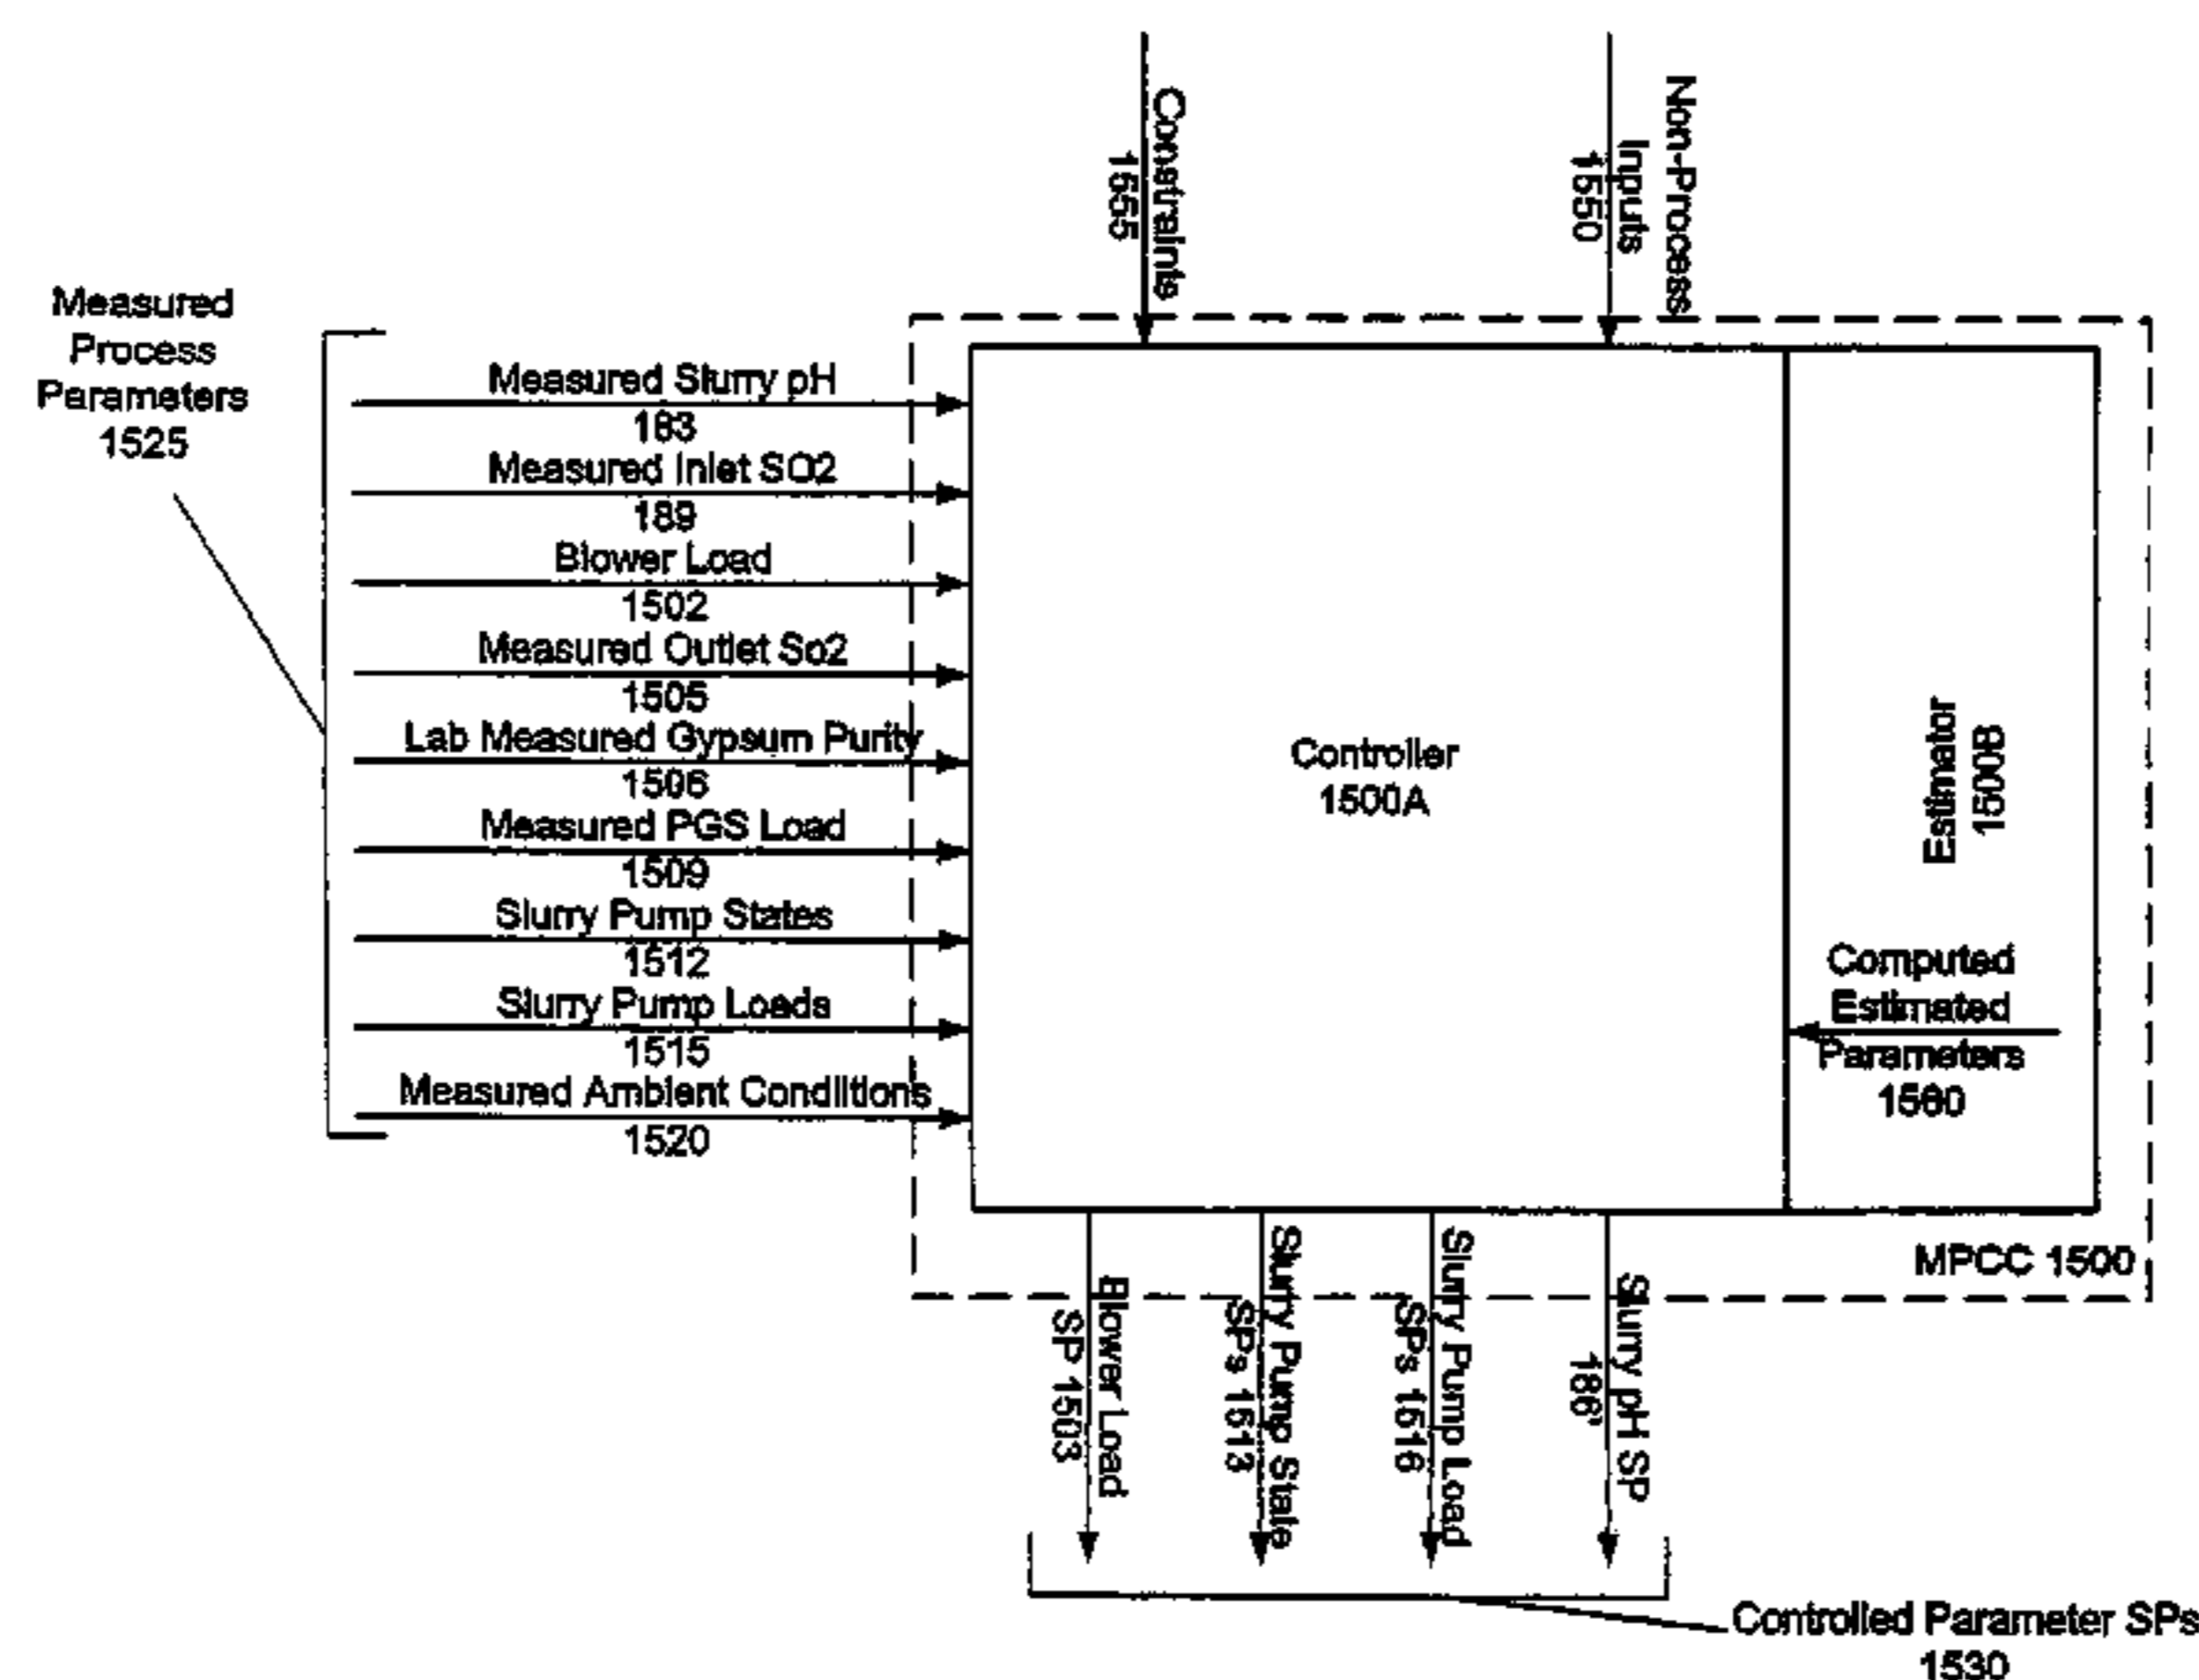 Constraints
1555
Non-Process
Inputs
1550
Measured
Process
Parameters
1525
Measured Slurry pH
183
Measured Inlet SO2
189
Blower Load
1502
Measured Outlet So2
1505
Lab Measured Gypsum Purity
1506
Measured PGS Load
1509
Slurry Pump States
1512
Slurry Pump Loads
1515
Measured Ambient Conditions
1520
Controller
1500A
Estimator
1500B
Computed
Estimated
Parameters
1560
MPCC 1500
Blower Load
SP 1503
Slurry Pump State
SPs 1513
Slurry Pump Load
SPs 1516
Slurry pH SP
186'
Controlled Parameter SPs
1530